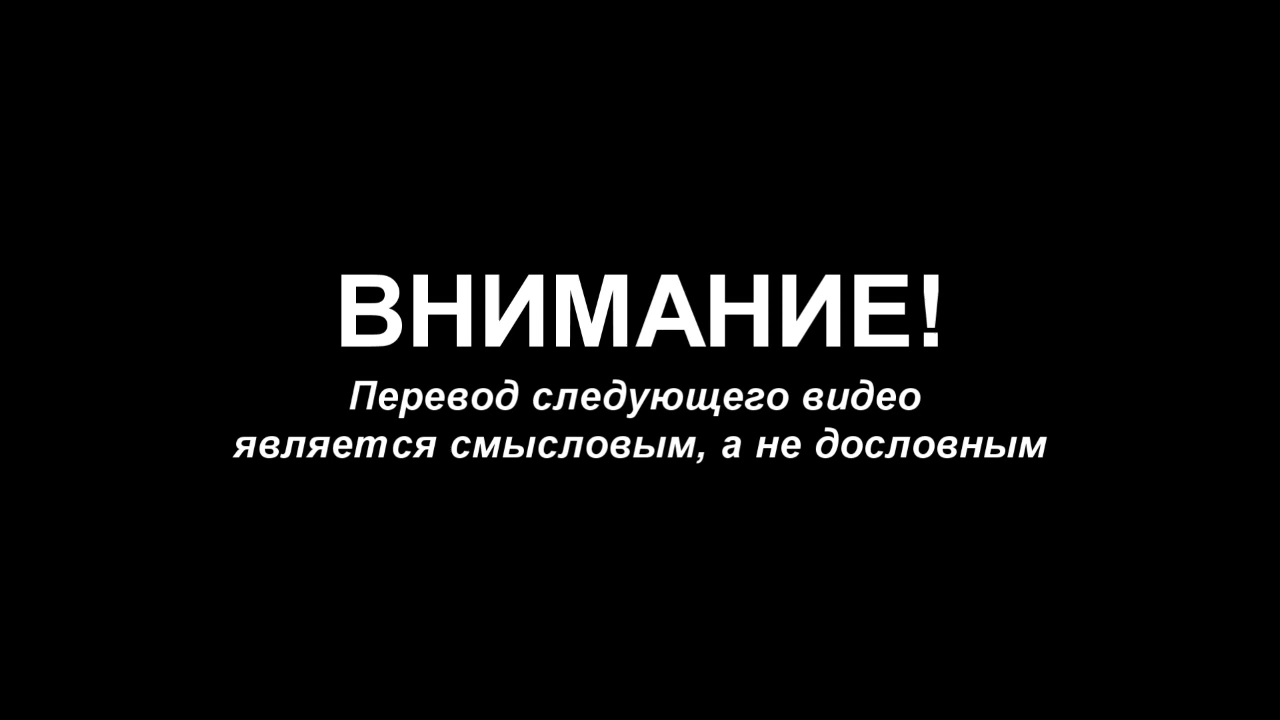 ВНИМАНИЕ!
Перевод следующего видео
является смысловым, а не дословным